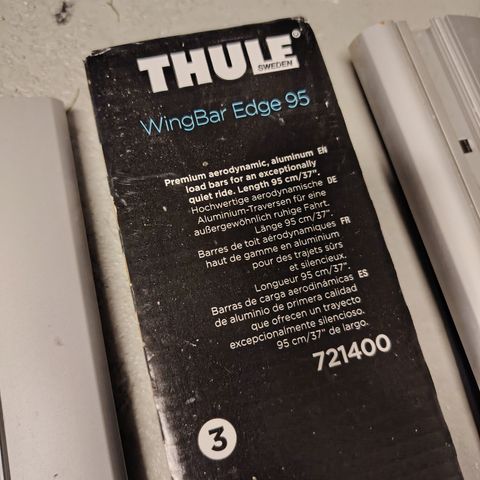 THULE®
SWEDEN
WingBar Edge 95
Premium aerodynamic, aluminum EN
load bars for an exceptionally
quiet ride. Length 95 cm/37".
Hochwertige aerodynamische DE
Aluminium-Traversen für eine
außergewöhnlich ruhige Fahrt.
Länge 95 cm/37".
Barres de toit aérodynamiques FR
haut de gamme en aluminium
pour des trajets sûrs
et silencieux.
Longueur 95 cm/37".
Barras de carga aerodinámicas ES
de aluminio de primera calidad
que ofrecen un trayecto
excepcionalmente silencioso.
95 cm/37" de largo.
721400
3